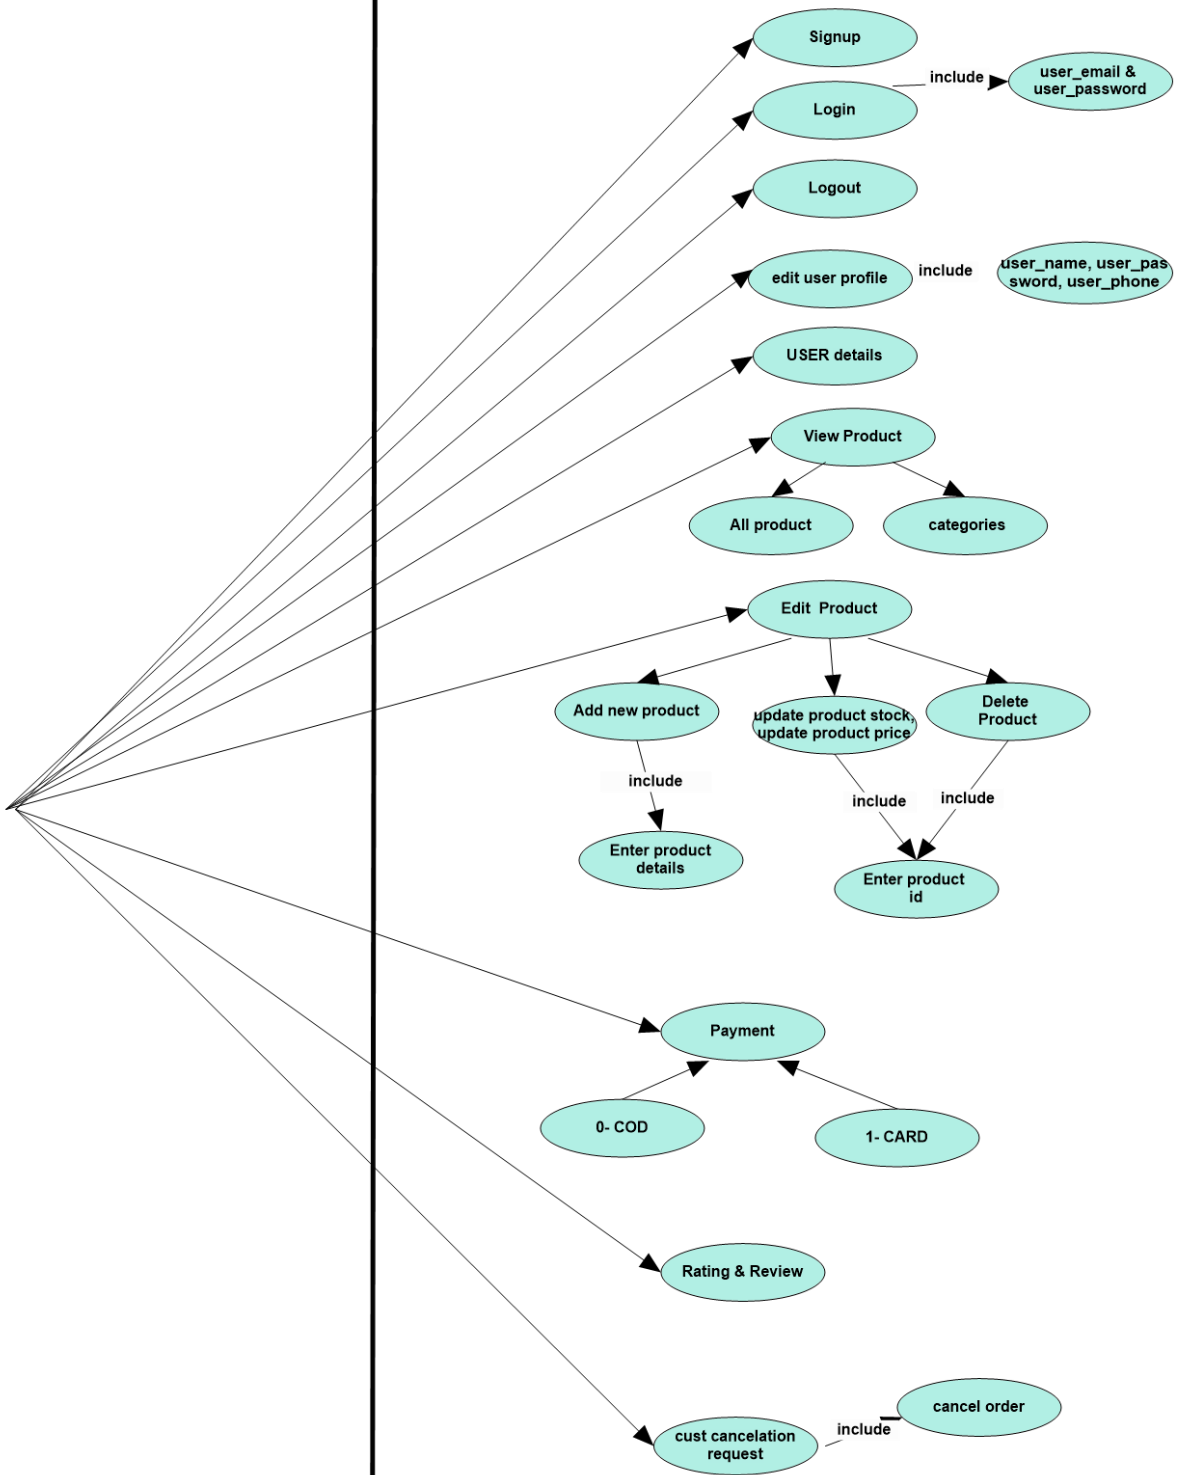 Signup
include
user_email &
user_password
Login
Logout
edit user profile
include
user_name, user_pas
sword, user_phone
USER details
View Product
All product
categories
Edit  Product
Add new product
update product stock,
update product price
Delete
Product
include
include
include
Enter product
details
Enter product
id
Payment
0- COD
1- CARD
Rating & Review
cancel order
include
cust cancelation
request